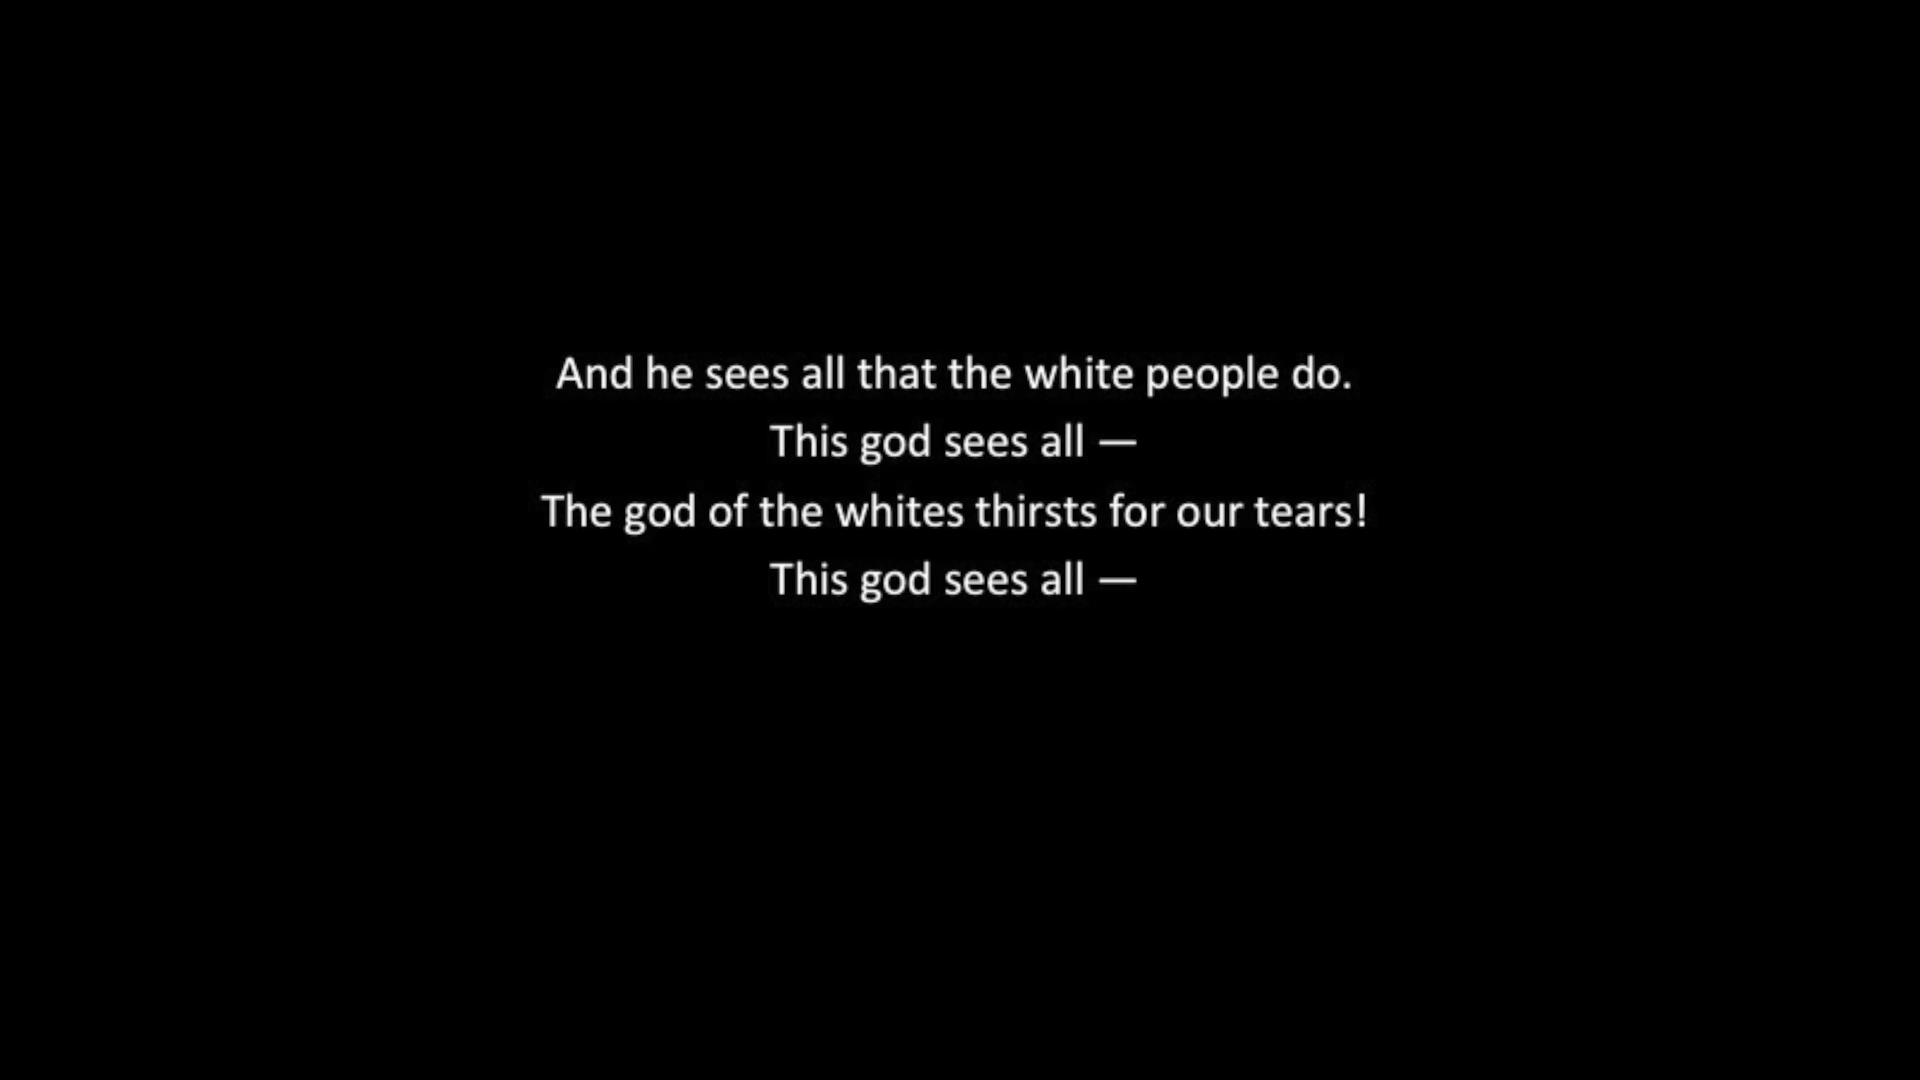 And he sees all that the white people do.
This god sees all —
The god of the whites thirsts for our tears!
This god sees all —